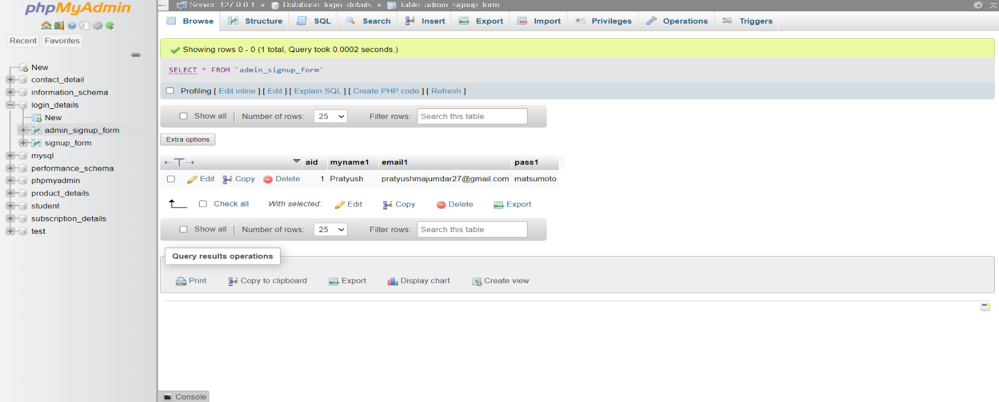 phpMyAdmin
Recent Favorites
New
contact_detail
information_schema
login_details
New
admin_signup_form
signup_form
mysql
performance_schema
phpmyadmin
product_details
student
subscription_details
test
Server: 127.0.0.1 » Database: login_details » Table: admin_signup_form
Browse Structure SQL Search Insert Export Import Privileges Operations Triggers
Showing rows 0 - 0 (1 total, Query took 0.0002 seconds.)
SELECT * FROM `admin_signup_form`
Profiling [ Edit inline ] [ Edit ] [ Explain SQL ] [ Create PHP code ] [ Refresh ]
Show all | Number of rows: 25 Filter rows: Search this table
Extra options
←T→ aid myname1 email1 pass1
Edit Copy Delete 1 Pratyush pratyushmajumdar27@gmail.com matsumoto
Check all With selected: Edit Copy Delete Export
Show all | Number of rows: 25 Filter rows: Search this table
Query results operations
Print Copy to clipboard Export Display chart Create view
Console